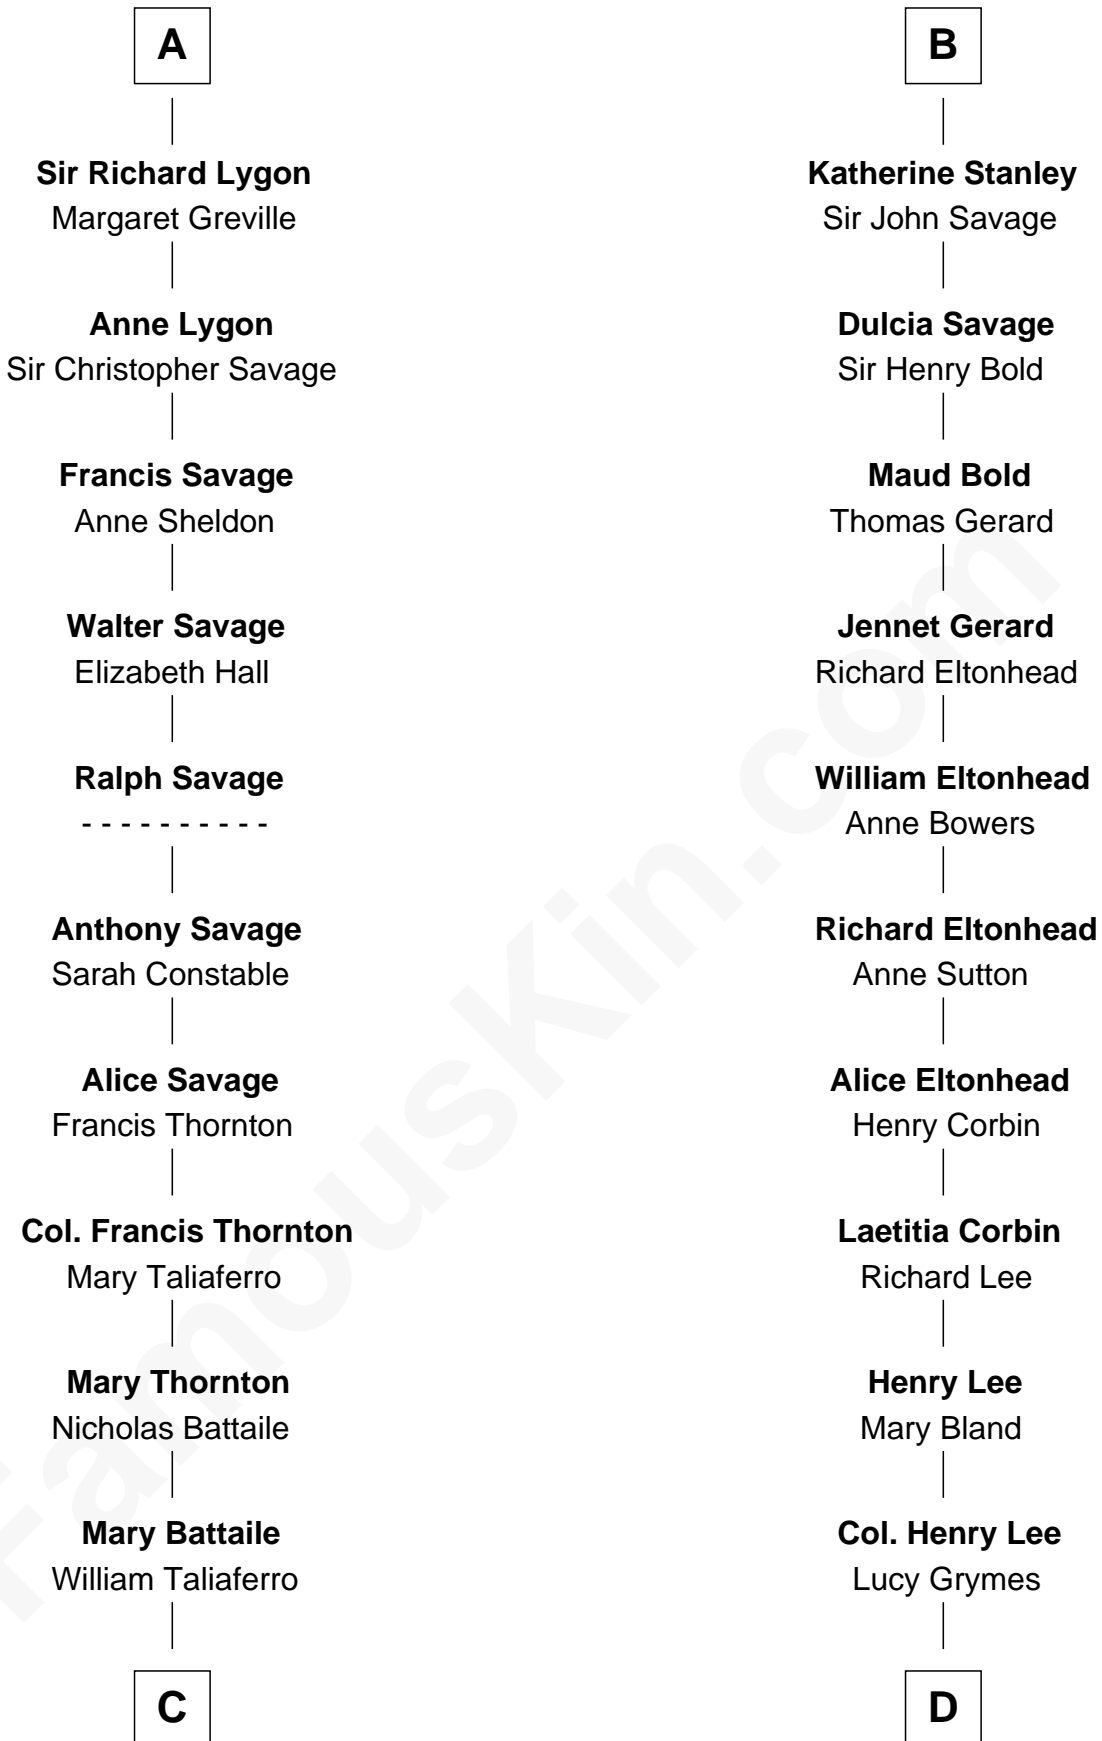 A
Sir Richard Lygon
Margaret Greville
Anne Lygon
Sir Christopher Savage
Francis Savage
Anne Sheldon
Walter Savage
Elizabeth Hall
Ralph Savage
- - - - - - - - - -
Anthony Savage
Sarah Constable
Alice Savage
Francis Thornton
Col. Francis Thornton
Mary Taliaferro
Mary Thornton
Nicholas Battaile
Mary Battaile
William Taliaferro
C
B
Katherine Stanley
Sir John Savage
Dulcia Savage
Sir Henry Bold
Maud Bold
Thomas Gerard
Jennet Gerard
Richard Eltonhead
William Eltonhead
Anne Bowers
Richard Eltonhead
Anne Sutton
Alice Eltonhead
Henry Corbin
Laetitia Corbin
Richard Lee
Henry Lee
Mary Bland
Col. Henry Lee
Lucy Grymes
D
FamousKin.com